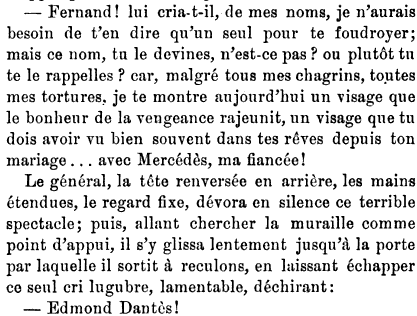 — Fernand! lui cria-t-il, de mes noms, je n'aurais
besoin de t'en dire qu'un seul pour te foudroyer;
mais ce nom, tu le devines, n'est-ce pas? ou plutôt tu
te le rappelles? car, malgré tous mes chagrins, toutes
mes tortures, je te montre aujourd'hui un visage que
le bonheur de la vengeance rajeunit, un visage que tu
dois avoir vu bien souvent dans tes rêves depuis ton
mariage... avec Mercédès, ma fiancée!
Le général, la tête renversée en arrière, les mains
étendues, le regard fixe, dévora en silence ce terrible
spectacle; puis, allant chercher la muraille comme
point d'appui, il s'y glissa lentement jusqu'à la porte
par laquelle il sortit à reculons, en laissant échapper
ce seul cri lugubre, lamentable, déchirant:
— Edmond Dantès!